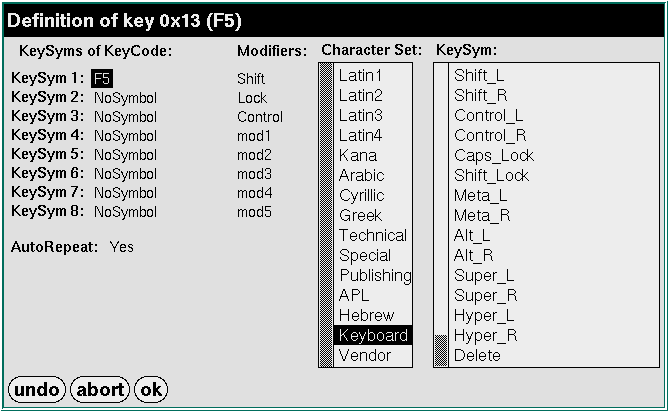 Definition of key 0x13 (F5)
KeySyms of KeyCode: Modifiers: Character Set: KeySym:
KeySym 1: F5 Shift
KeySym 2: NoSymbol Lock
KeySym 3: NoSymbol Control
KeySym 4: NoSymbol mod1
KeySym 5: NoSymbol mod2
KeySym 6: NoSymbol mod3
KeySym 7: NoSymbol mod4
KeySym 8: NoSymbol mod5
AutoRepeat: Yes
Latin1
Latin2
Latin3
Latin4
Kana
Arabic
Cyrillic
Greek
Technical
Special
Publishing
APL
Hebrew
Keyboard
Vendor
Shift_L
Shift_R
Control_L
Control_R
Caps_Lock
Shift_Lock
Meta_L
Meta_R
Alt_L
Alt_R
Super_L
Super_R
Hyper_L
Hyper_R
Delete
undo abort ok